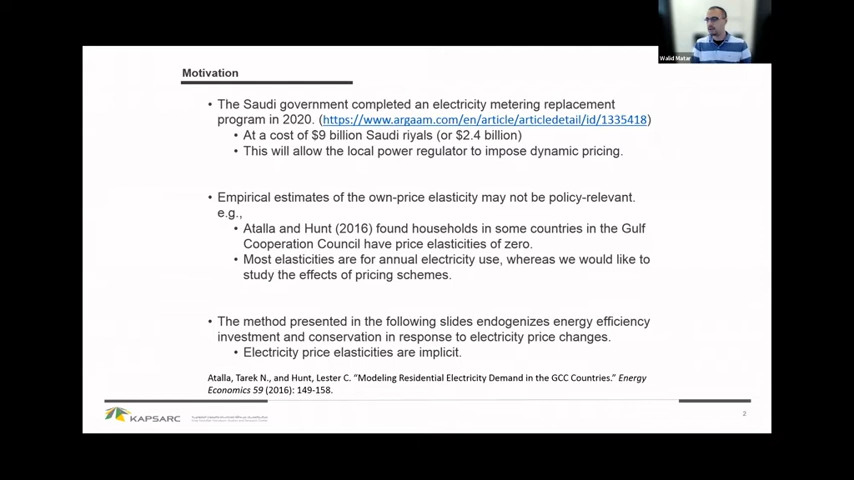 Walid Matar
Motivation
• The Saudi government completed an electricity metering replacement
program in 2020. (https://www.argaam.com/en/article/articledetail/id/1335418)
• At a cost of $9 billion Saudi riyals (or $2.4 billion)
• This will allow the local power regulator to impose dynamic pricing.
• Empirical estimates of the own-price elasticity may not be policy-relevant.
e.g.,
• Atalla and Hunt (2016) found households in some countries in the Gulf
Cooperation Council have price elasticities of zero.
• Most elasticities are for annual electricity use, whereas we would like to
study the effects of pricing schemes.
• The method presented in the following slides endogenizes energy efficiency
investment and conservation in response to electricity price changes.
• Electricity price elasticities are implicit.
Atalla, Tarek N., and Hunt, Lester C. “Modeling Residential Electricity Demand in the GCC Countries.” Energy
Economics 59 (2016): 149-158.
KAPSARC
2